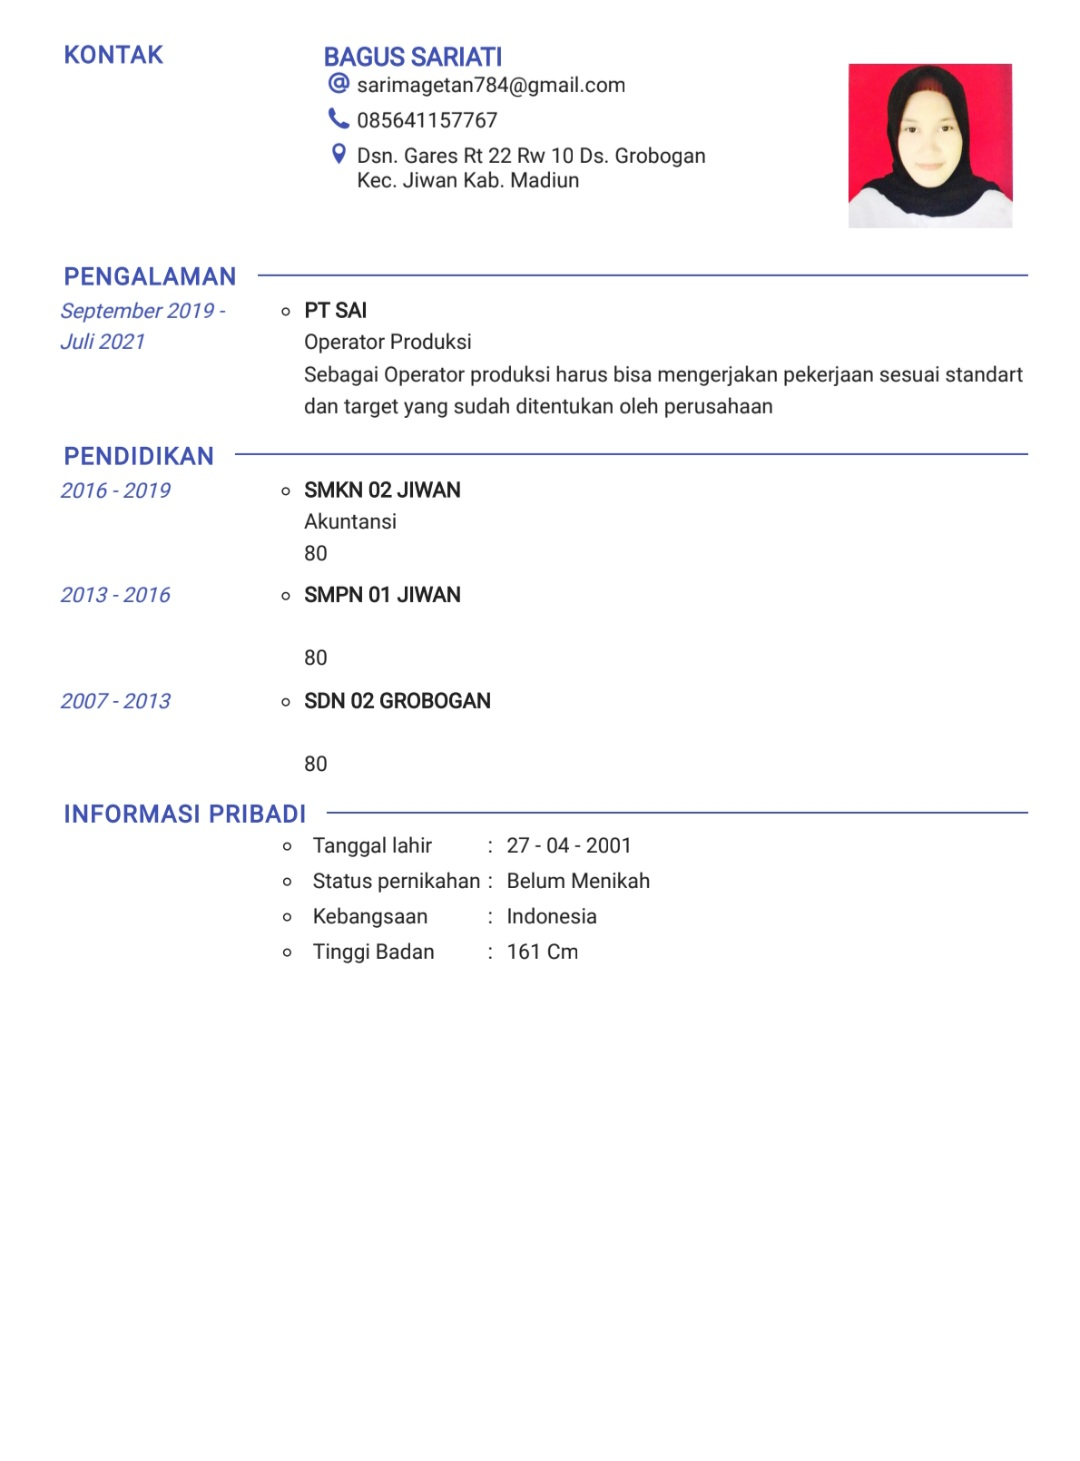 KONTAK
BAGUS SARIATI
sarimagetan784@gmail.com
085641157767
Dsn. Gares Rt 22 Rw 10 Ds. Grobogan
Kec. Jiwan Kab. Madiun
PENGALAMAN
September 2019 -
Juli 2021
PT SAI
Operator Produksi
Sebagai Operator produksi harus bisa mengerjakan pekerjaan sesuai standart
dan target yang sudah ditentukan oleh perusahaan
PENDIDIKAN
2016 - 2019
SMKN 02 JIWAN
Akuntansi
80
2013 - 2016
SMPN 01 JIWAN
80
2007 - 2013
SDN 02 GROBOGAN
80
INFORMASI PRIBADI
Tanggal lahir : 27 - 04 - 2001
Status pernikahan : Belum Menikah
Kebangsaan : Indonesia
Tinggi Badan : 161 Cm